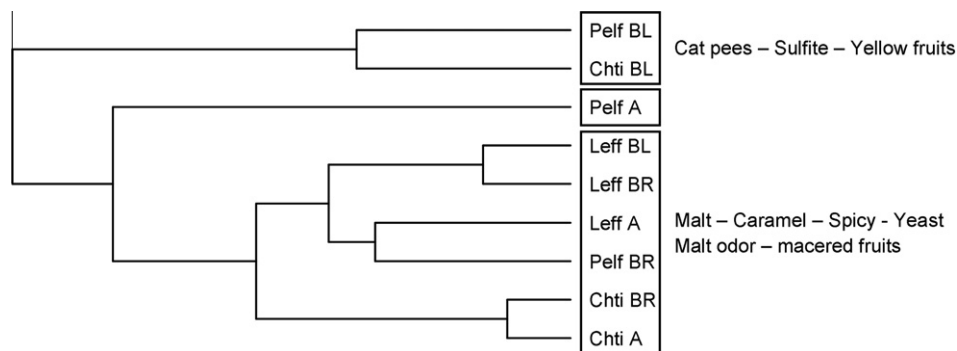 Pelf BL
Cat pees – Sulfite – Yellow fruits
Chti BL
Pelf A
Leff BL
Leff BR
Leff A
Malt – Caramel – Spicy - Yeast
Malt odor – macered fruits
Pelf BR
Chti BR
Chti A